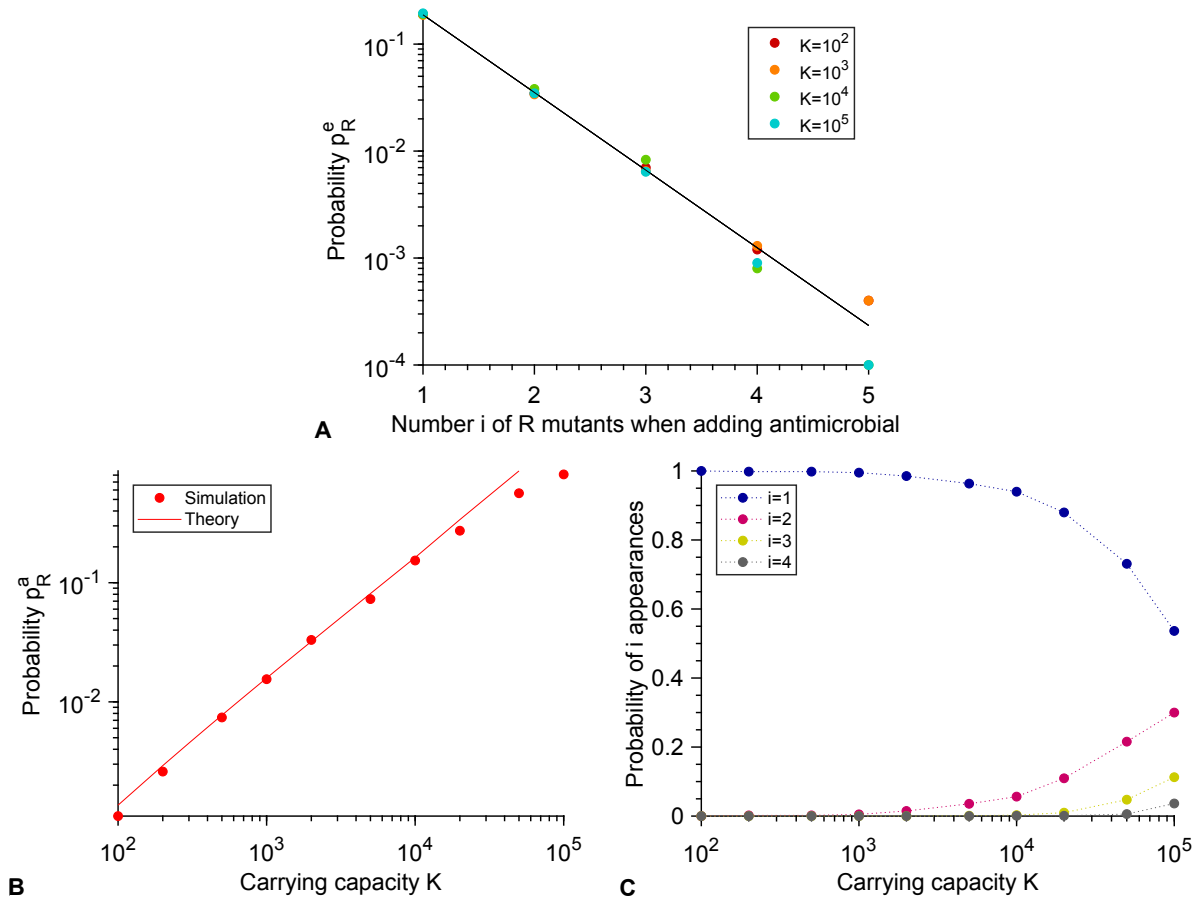 Probability p_R^e
10^-1
10^-2
10^-3
10^-4
K=10^2
K=10^3
K=10^4
K=10^5
1 2 3 4 5
Number i of R mutants when adding antimicrobial
A
Probability p_R^a
10^-1
10^-2
Simulation
Theory
10^2 10^3 10^4 10^5
Carrying capacity K
B
Probability of i appearances
1
0.8
0.6
0.4
0.2
0
i=1
i=2
i=3
i=4
10^2 10^3 10^4 10^5
Carrying capacity K
C